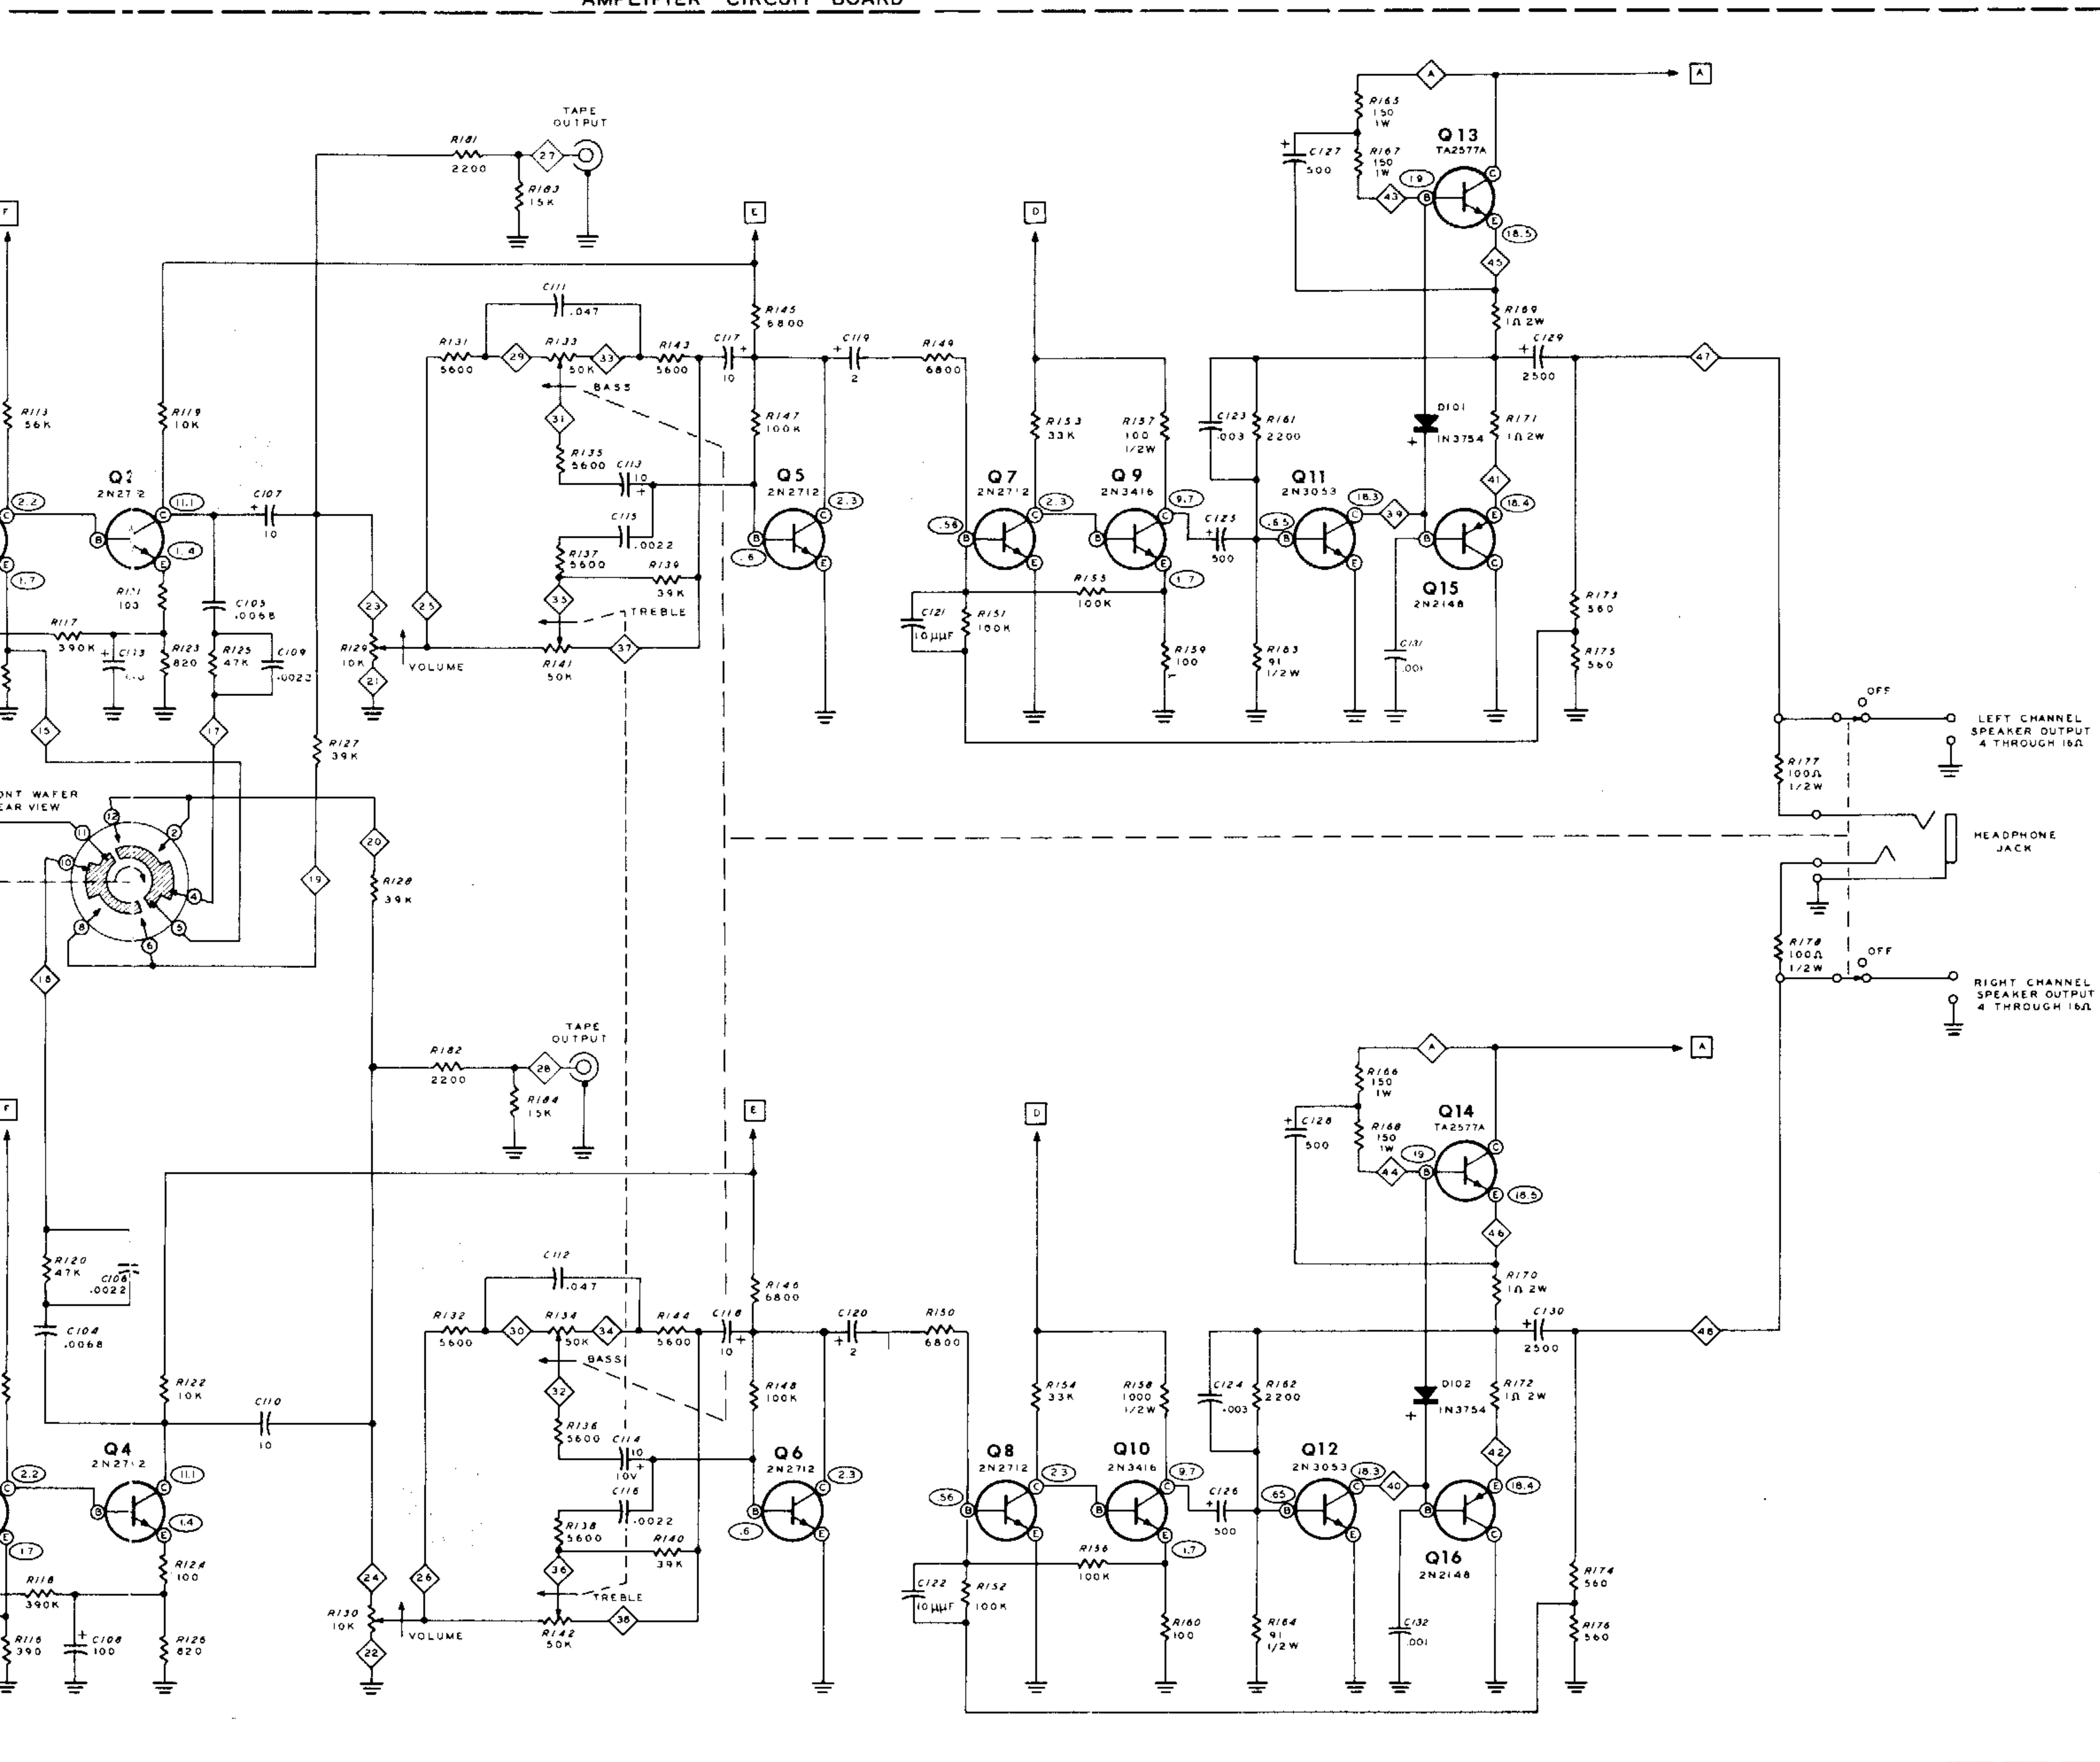 AMPLIFIER CIRCUIT BOARD
A
A
R165
150
1W
Q13
TA2577A
TAPE
OUTPUT
R181
2200
27
R183
15K
C127
500
R167
150
1W
43
19
B
C
E
18.5
45
F
E
D
C111
.047
R145
6800
R169
1Ω 2W
R131
5600
29
R133
50K
33
R143
5600
C117
10
C119
2
R149
6800
C129
2500
47
BASS
R113
56K
R119
10K
31
R147
100K
R153
33K
R157
100
1/2W
C123
.003
R161
2200
D101
1N3754
R171
1Ω 2W
R135
5600
C113
10
Q2
Q5
2N2712
Q7
2N2712
Q9
2N3416
Q11
2N3053
41
2.2
11.1
C107
10
2.3
2.3
9.7
18.3
39
18.4
C115
.0022
C125
500
.56
.65
.6
1.4
1.7
R137
5600
R139
39K
1.7
Q15
2N2148
C105
.0068
23
25
35
TREBLE
C121
10μμF
R151
100K
R155
100K
R173
560
R117
390K
R123
820
R125
47K
C109
R129
10K
VOLUME
R141
50K
37
R159
100
R163
91
1/2W
C131
.001
R175
560
21
15
17
OFF
LEFT CHANNEL
SPEAKER OUTPUT
4 THROUGH 16Ω
R127
39K
R177
100Ω
1/2W
ONT WAFER
EAR VIEW
12
11
2
10
4
8
5
6
20
R128
39K
19
HEADPHONE
JACK
18
R178
100Ω
1/2W
OFF
RIGHT CHANNEL
SPEAKER OUTPUT
4 THROUGH 16Ω
TAPE
OUTPUT
R182
2200
28
R184
15K
A
A
R166
150
1W
Q14
TA2577A
F
E
D
C128
500
R168
150
1W
44
19
18.5
46
R120
47K
C106
.0022
C104
.0068
C112
.047
R146
6800
R170
1Ω 2W
R132
5600
30
R134
50K
34
R144
5600
C118
10
C120
2
R150
6800
C130
2500
48
BASS
R122
10K
C110
10
32
R148
100K
R154
33K
R158
1000
1/2W
C124
.003
R162
2200
D102
1N3754
R172
1Ω 2W
R136
5600
C114
10
10V
Q4
Q6
2N2712
Q8
2N2712
Q10
2N3416
Q12
2N3053
42
2.2
11.1
2.3
2.3
9.7
18.3
40
18.4
C116
.0022
C126
500
.56
.65
.6
1.4
1.7
R138
5600
R140
39K
1.7
Q16
2N2148
R124
100
R118
390K
24
26
36
TREBLE
C122
10μμF
R152
100K
R156
100K
R174
560
R116
390
C108
100
R126
820
R130
10K
VOLUME
R142
50K
38
22
R160
100
R164
91
1/2W
C132
.001
R176
560